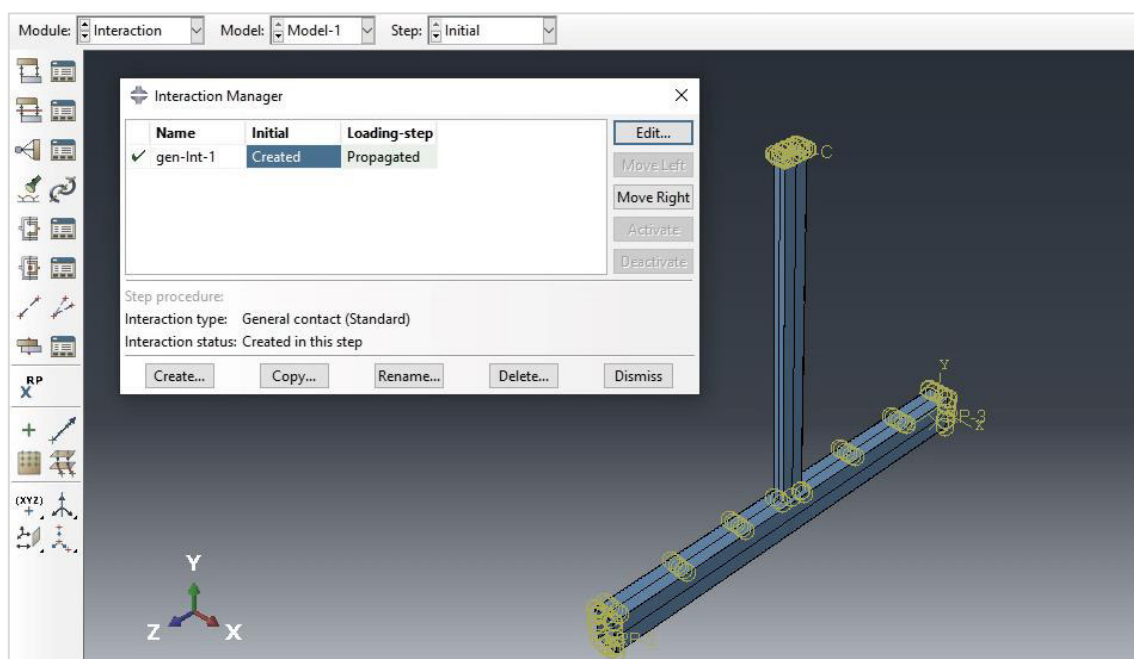 Module: Interaction Model: Model-1 Step: Initial
Interaction Manager
Name Initial Loading-step
gen-Int-1 Created Propagated
Edit...
Move Left
Move Right
Activate
Deactivate
Step procedure:
Interaction type: General contact (Standard)
Interaction status: Created in this step
Create... Copy... Rename... Delete... Dismiss
C
RP
(XYZ)
Y
X
Y
Z X